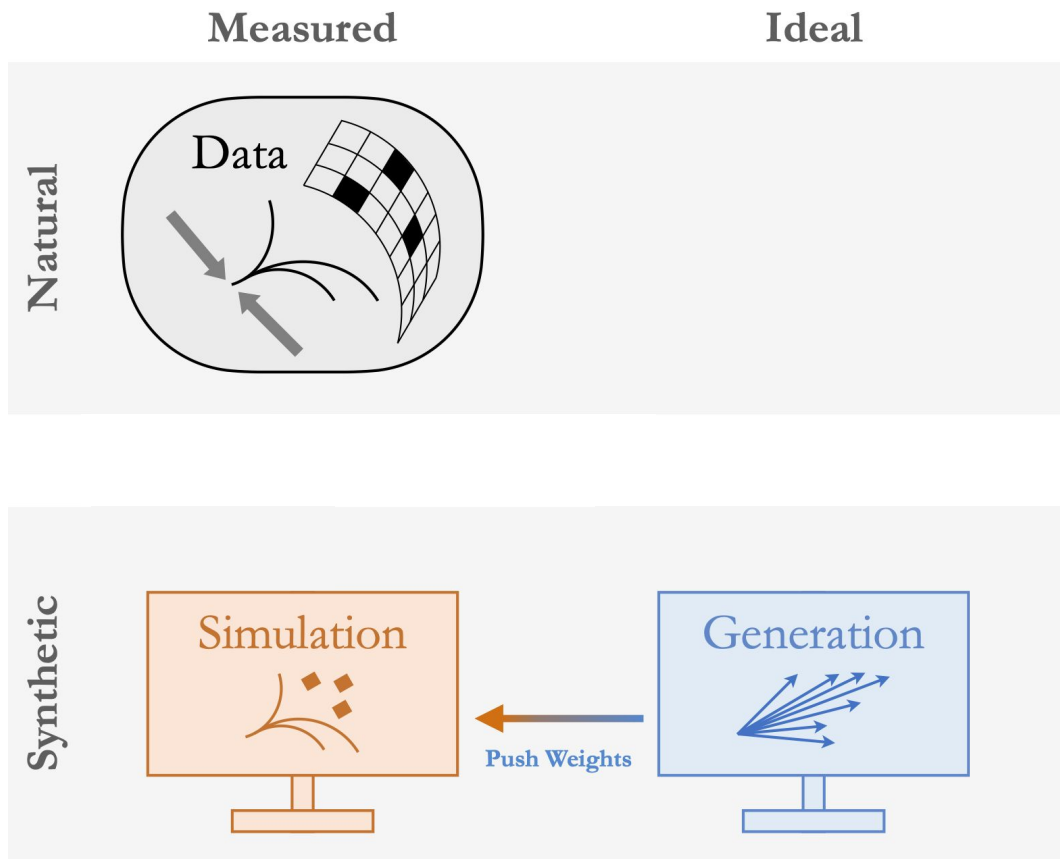 Measured
Ideal
Natural
Data
Synthetic
Simulation
Generation
Push Weights